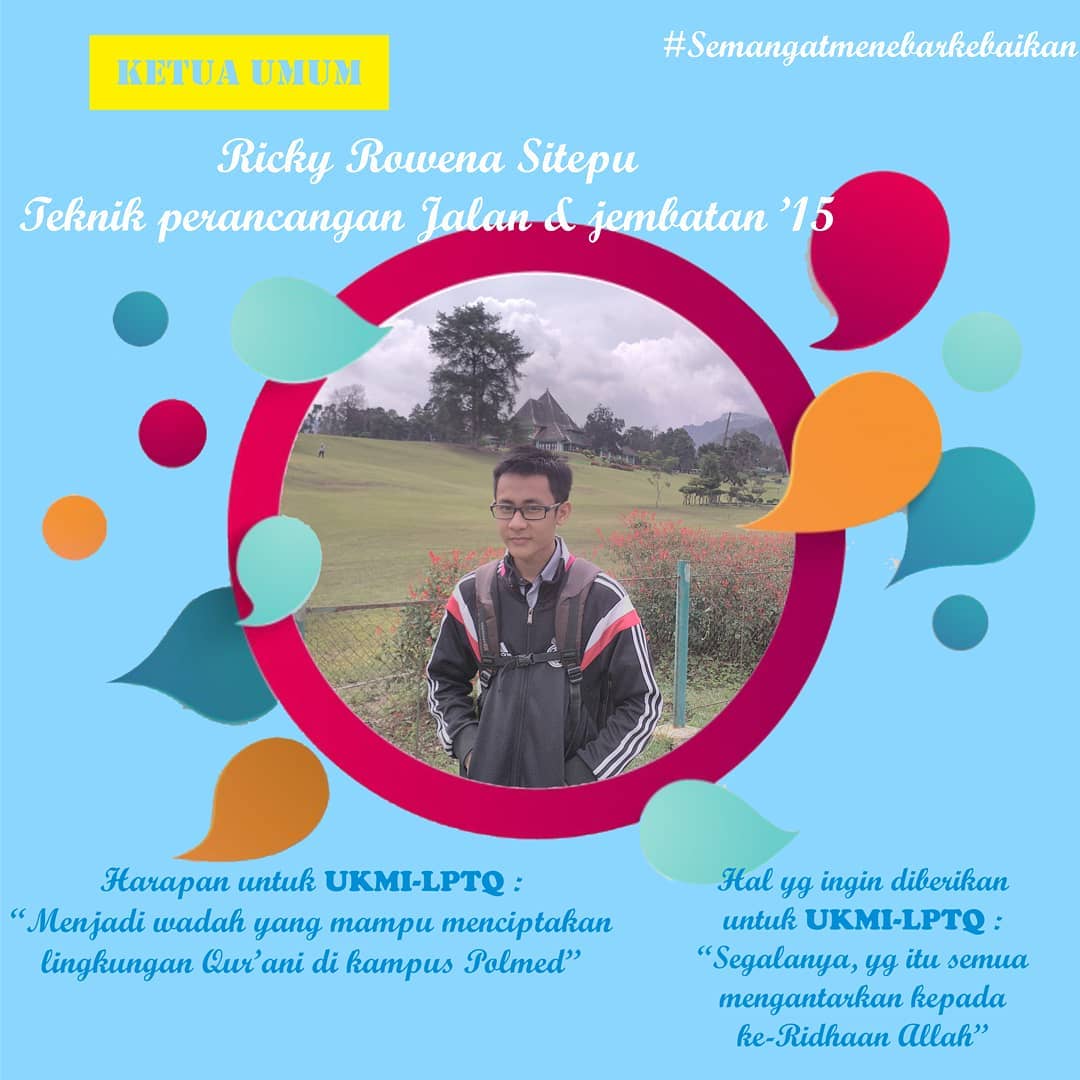 #Semangatmenebarkebaikan
KETUA UMUM
Ricky Rowena Sitepu
Teknik perancangan Jalan & jembatan ’15
Harapan untuk UKMI-LPTQ :
“Menjadi wadah yang mampu menciptakan
lingkungan Qur’ani di kampus Polmed”
Hal yg ingin diberikan
untuk UKMI-LPTQ :
“Segalanya, yg itu semua
mengantarkan kepada
ke-Ridhaan Allah”